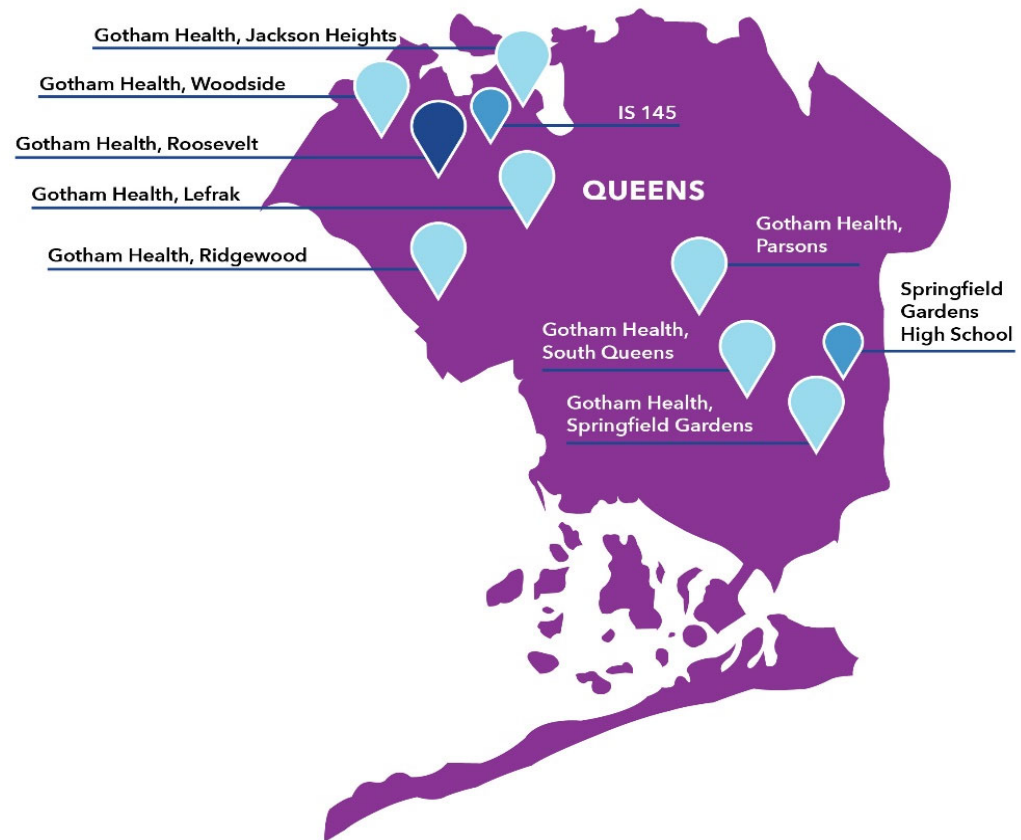 Gotham Health, Jackson Heights
Gotham Health, Woodside
IS 145
Gotham Health, Roosevelt
Gotham Health, Lefrak
QUEENS
Gotham Health, Ridgewood
Gotham Health,
Parsons
Springfield
Gardens
High School
Gotham Health,
South Queens
Gotham Health,
Springfield Gardens